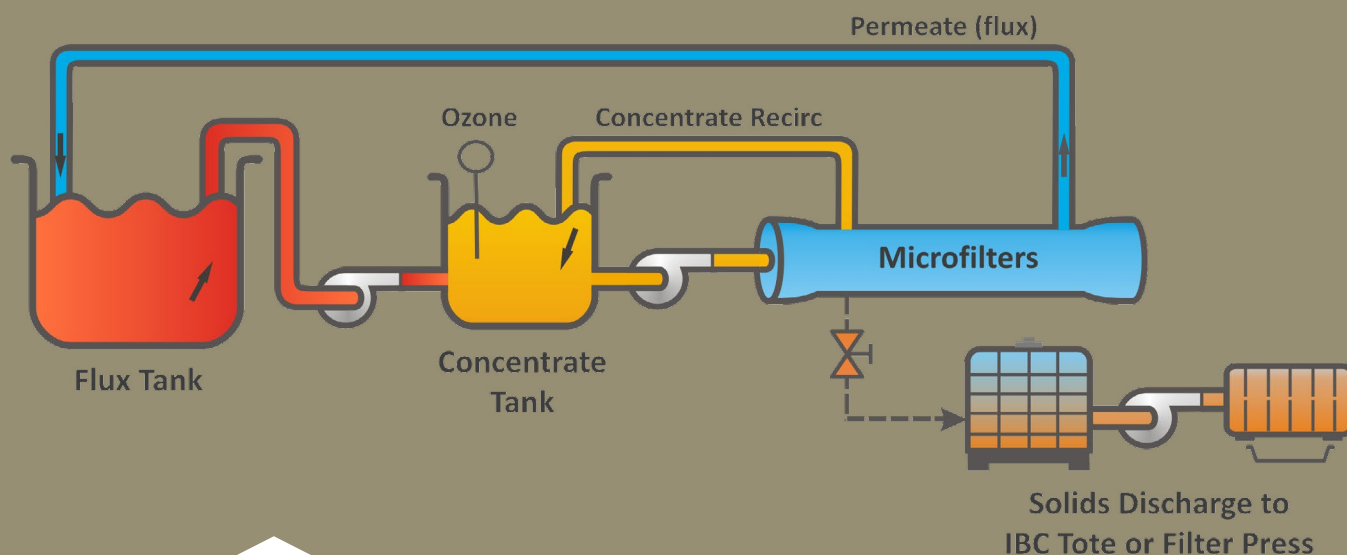 Permeate (flux)
Ozone
Concentrate Recirc
Microfilters
Flux Tank
Concentrate
Tank
Solids Discharge to
IBC Tote or Filter Press